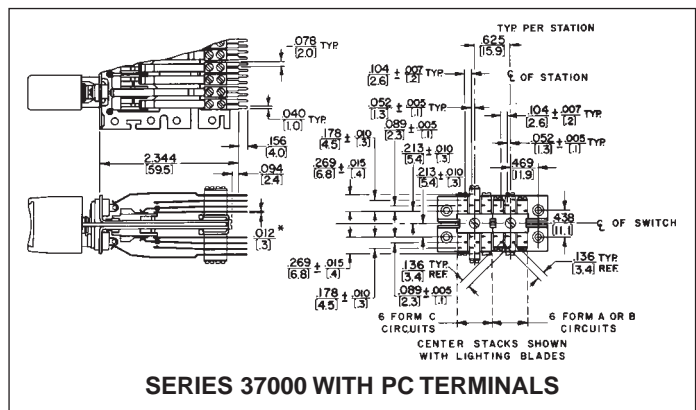 TYP. PER STATION
.625
[15.9]
.078 TYP.
[2.0]
.104 ± .007 TYP.
[2.6] [.2]
℄ OF STATION
.052 ± .005 TYP.
[1.3] [.1]
.104 ± .007 TYP.
[2.6] [.2]
.040 TYP.
[1.0]
.089 ± .005
[2.3] [.1]
.178 ± .010
[4.5] [.3]
.052 ± .005 TYP.
[1.3] [.1]
.156
[4.0]
.213 ± .010
[5.4] [.3]
.469
[11.9]
2.344
[59.5]
.094
[2.4]
.269 ± .015
[6.8] [.4]
.213 ± .010
[5.4] [.3]
.438
[11.1]
℄ OF SWITCH
.012 *
[.3]
.269 ± .015
[6.8] [.4]
.136 TYP.
[3.4] REF.
.136 TYP.
[3.4] REF.
.178 ± .010
[4.5] [.3]
.089 ± .005
[2.3] [.1]
6 FORM C
CIRCUITS
6 FORM A OR B
CIRCUITS
CENTER STACKS SHOWN
WITH LIGHTING BLADES
SERIES 37000 WITH PC TERMINALS